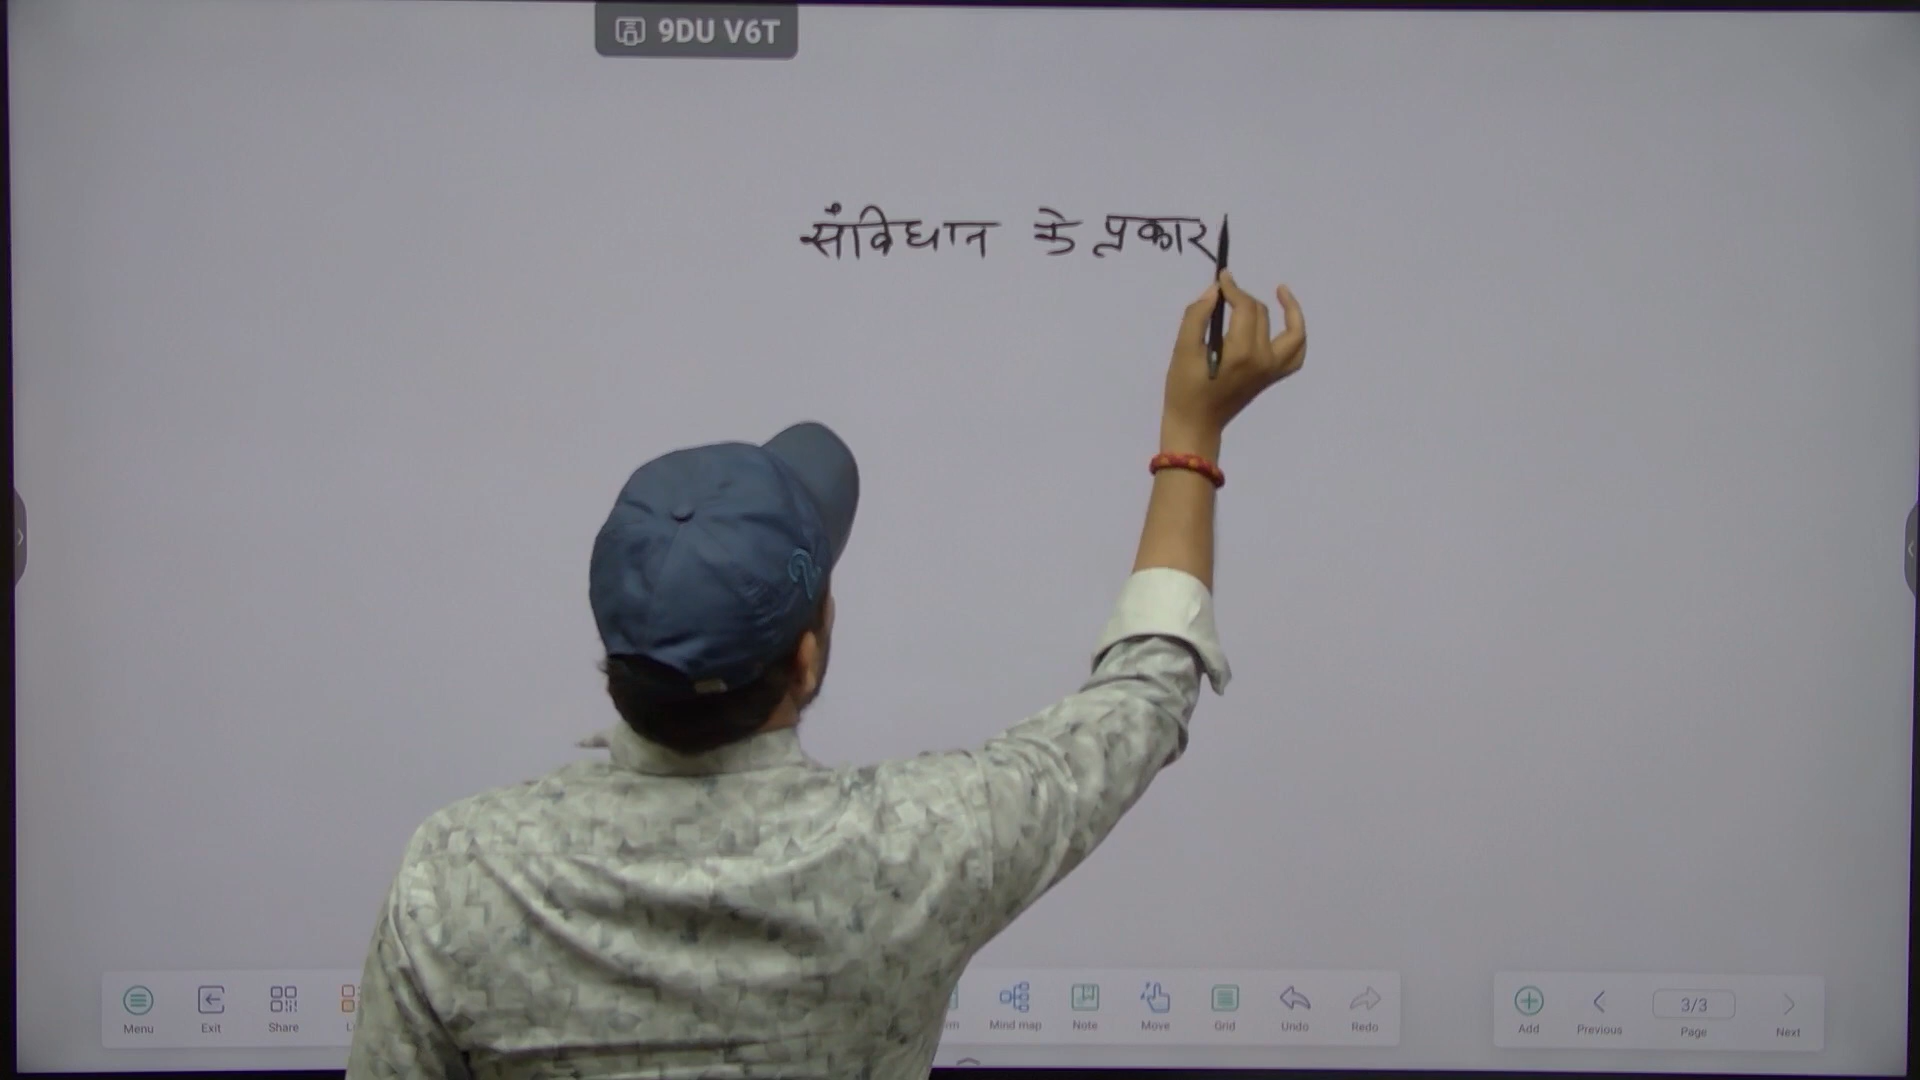 9DU V6T
संविधान के प्रकार
Menu Exit Share Mind map Note Move Grid Undo Redo Add Previous 3/3 Page Next